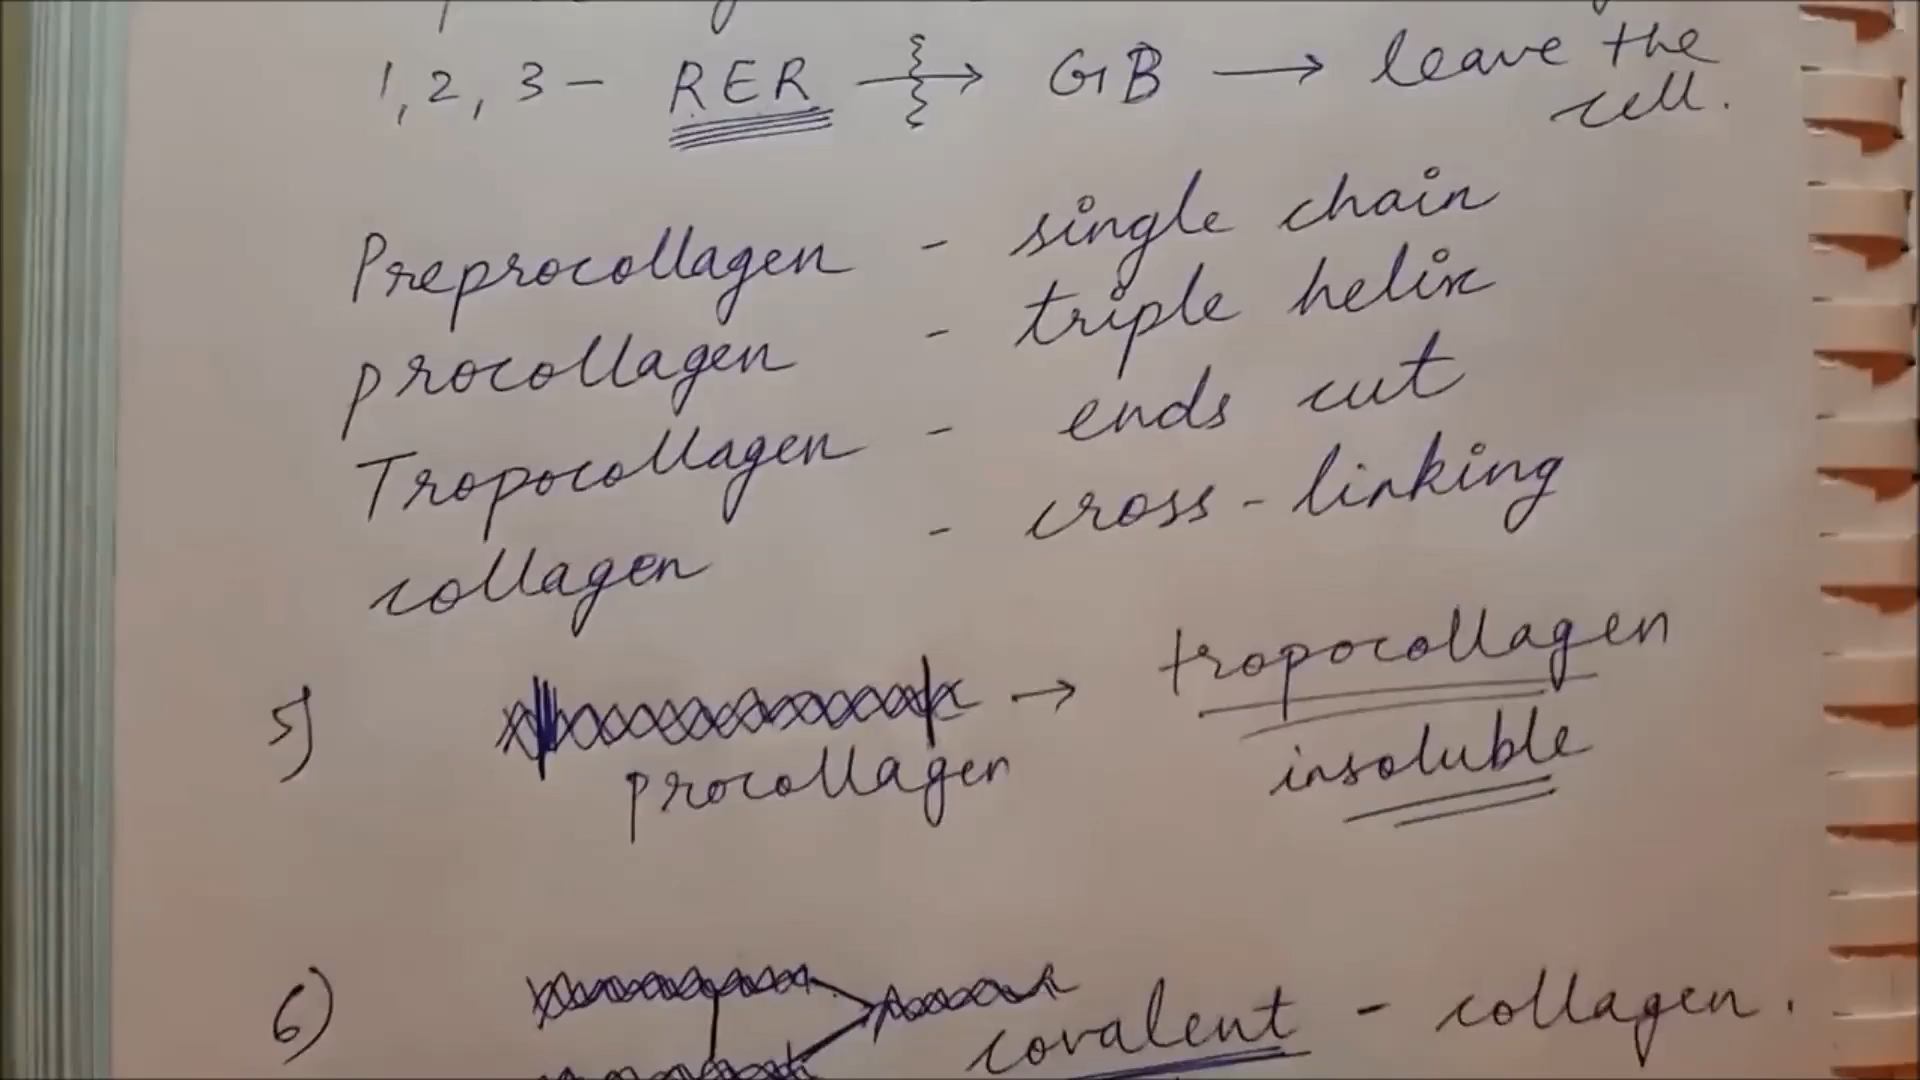 1, 2, 3 - RER → GB → leave the
cell.
Preprocollagen - single chain
procollagen - triple helix
Tropocollagen - ends cut
collagen - cross-linking
5) → tropocollagen
procollagen insoluble
6) covalent - collagen.